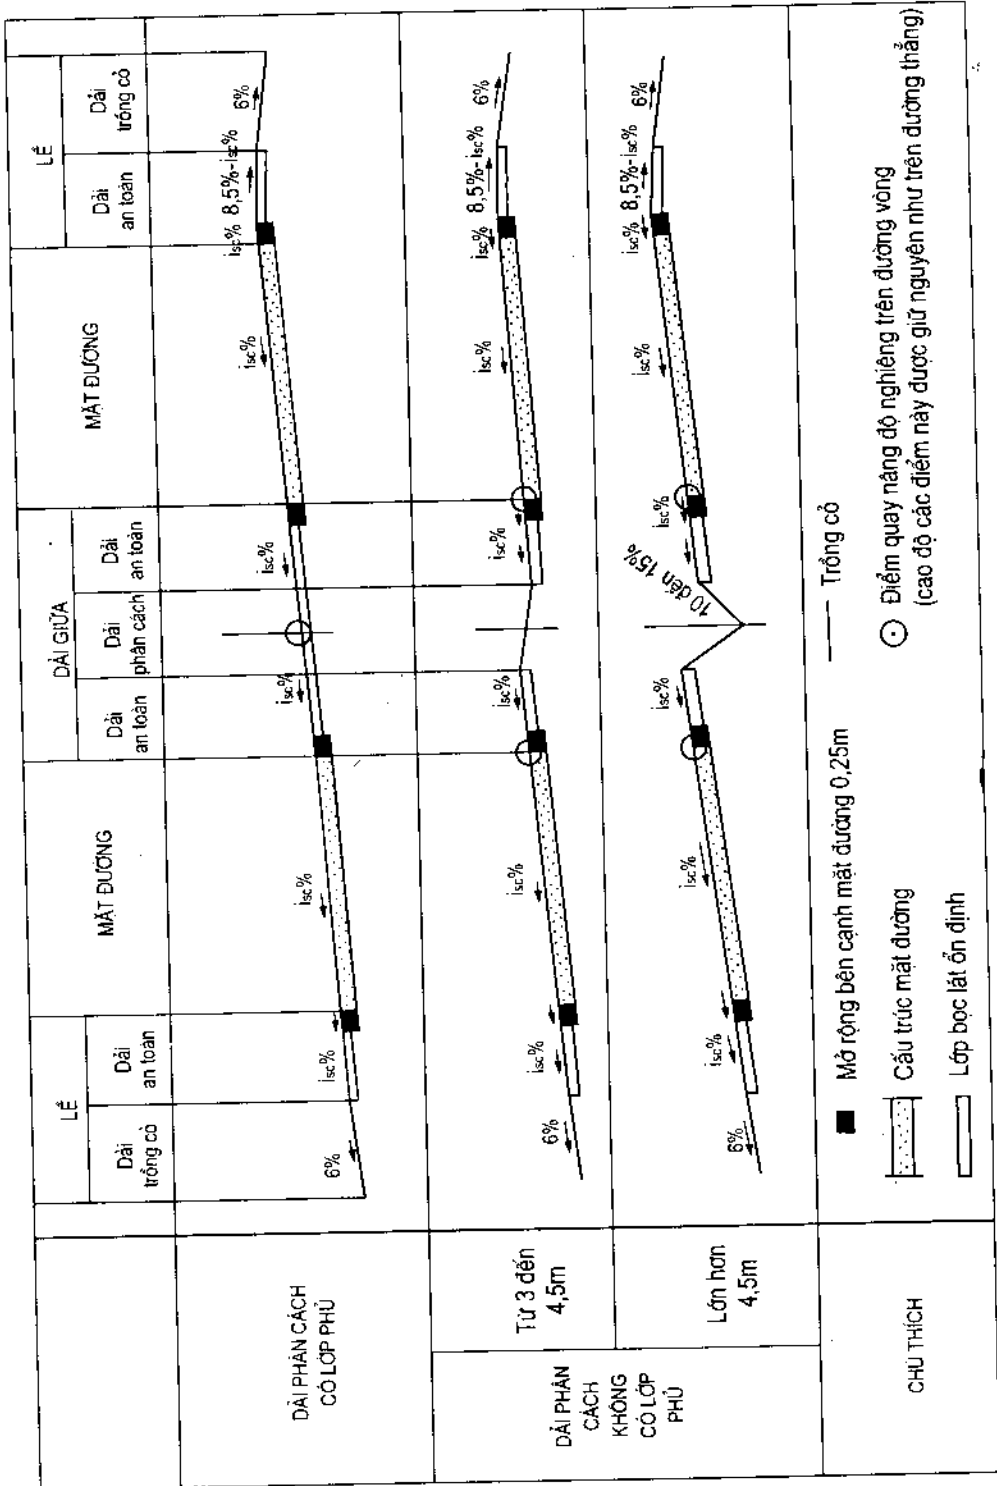 LỀ
MẶT ĐƯỜNG
DẢI GIỮA
MẶT ĐƯỜNG
LỀ
Dải
trồng cỏ
Dải
an toàn
Dải
an toàn
Dải
phân cách
Dải
an toàn
Dải
an toàn
Dải
trồng cỏ
DẢI PHÂN CÁCH
CÓ LỚP PHỦ
6%
isc%
isc%
isc%
isc%
isc%
isc%
8,5%-isc%
6%
DẢI PHÂN
CÁCH
KHÔNG
CÓ LỚP
PHỦ
Từ 3 đến
4,5m
6%
isc%
isc%
isc%
isc%
isc%
isc%
8,5%-isc%
6%
Lớn hơn
4,5m
6%
isc%
isc%
isc%
10 đến 15%
isc%
isc%
isc%
8,5%-isc%
6%
CHÚ THÍCH
Mở rộng bên cạnh mặt đường 0,25m
Trồng cỏ
Cấu trúc mặt đường
Điểm quay nâng độ nghiêng trên đường vòng
(cao độ các điểm này được giữ nguyên như trên đường thẳng)
Lớp bọc lát ổn định